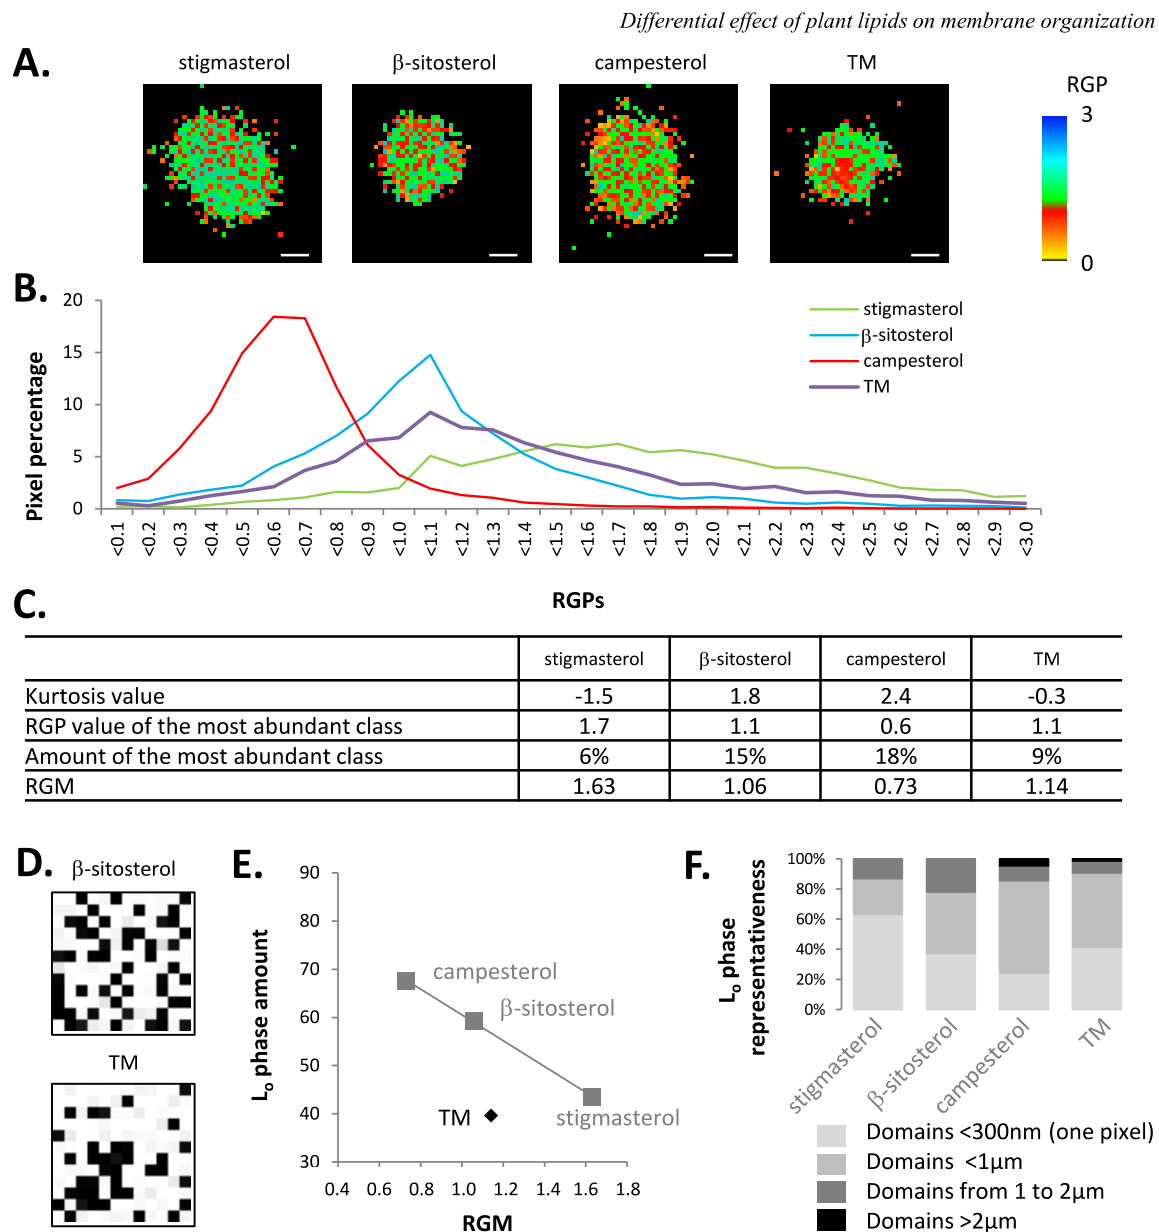 Differential effect of plant lipids on membrane organization
A.
stigmasterol β-sitosterol campesterol TM
RGP
3
0
B.
Pixel percentage
20
15
10
5
0
stigmasterol
β-sitosterol
campesterol
TM
<0.1 <0.2 <0.3 <0.4 <0.5 <0.6 <0.7 <0.8 <0.9 <1.0 <1.1 <1.2 <1.3 <1.4 <1.5 <1.6 <1.7 <1.8 <1.9 <2.0 <2.1 <2.2 <2.3 <2.4 <2.5 <2.6 <2.7 <2.8 <2.9 <3.0
RGPs
C.
stigmasterol β-sitosterol campesterol TM
Kurtosis value -1.5 1.8 2.4 -0.3
RGP value of the most abundant class 1.7 1.1 0.6 1.1
Amount of the most abundant class 6% 15% 18% 9%
RGM 1.63 1.06 0.73 1.14
D.
β-sitosterol
TM
E.
Lo phase amount
90
80
70
60
50
40
30
campesterol
β-sitosterol
TM
stigmasterol
0.4 0.6 0.8 1.0 1.2 1.4 1.6 1.8
RGM
F.
Lo phase
representativeness
100%
80%
60%
40%
20%
0%
stigmasterol β-sitosterol campesterol TM
Domains <300nm (one pixel)
Domains <1μm
Domains from 1 to 2μm
Domains >2μm